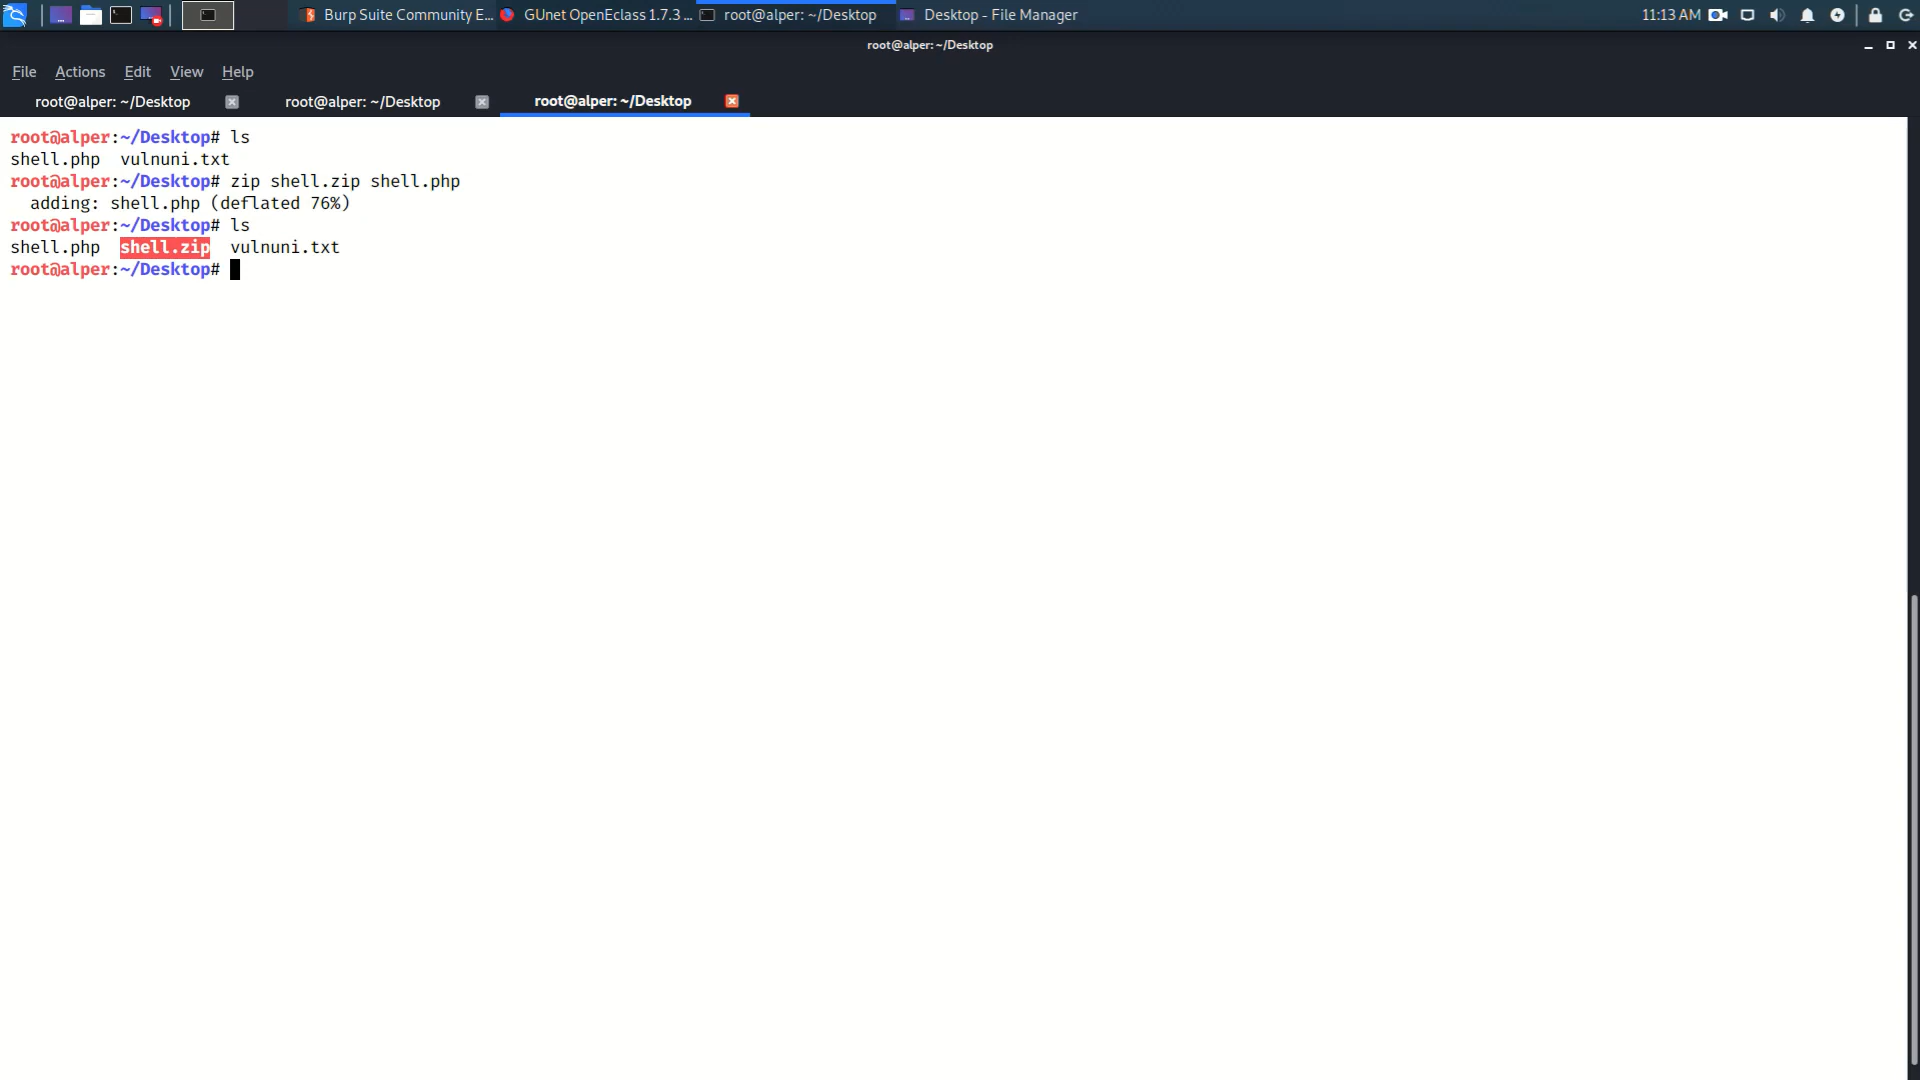 Burp Suite Community E...
GUnet OpenEclass 1.7.3 ...
root@alper: ~/Desktop
Desktop - File Manager
11:13 AM
root@alper: ~/Desktop
File Actions Edit View Help
root@alper: ~/Desktop
root@alper: ~/Desktop
root@alper: ~/Desktop
root@alper:~/Desktop# ls
shell.php  vulnuni.txt
root@alper:~/Desktop# zip shell.zip shell.php
  adding: shell.php (deflated 76%)
root@alper:~/Desktop# ls
shell.php  shell.zip  vulnuni.txt
root@alper:~/Desktop#